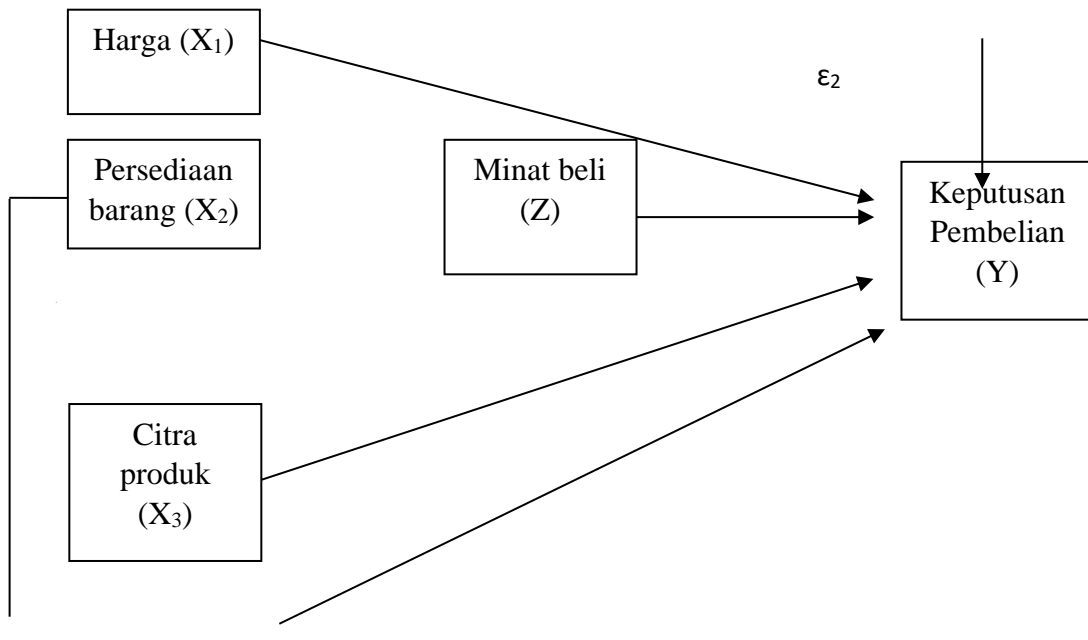 Harga (X₁)
ε₂
Persediaan
barang (X₂)
Minat beli
(Z)
Keputusan
Pembelian
(Y)
Citra
produk
(X₃)